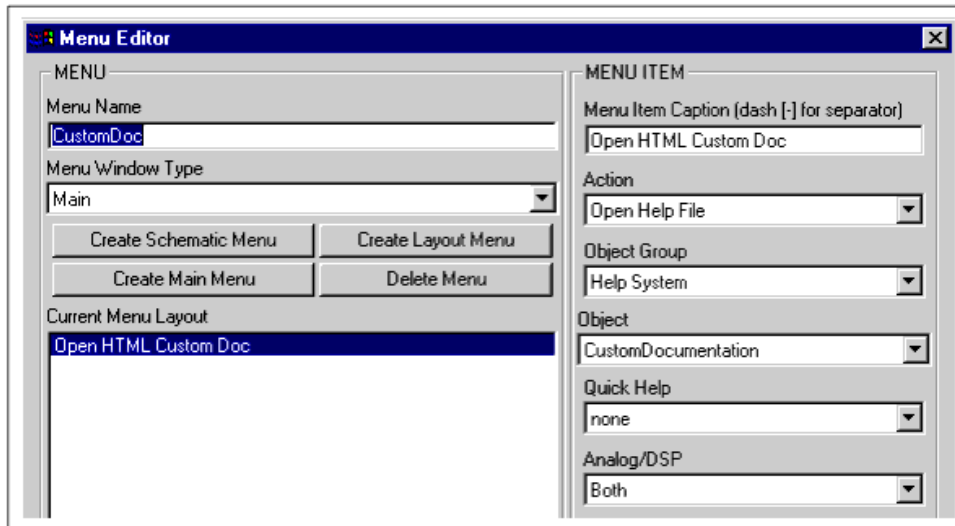 Menu Editor
MENU
Menu Name
CustomDoc
Menu Window Type
Main
Create Schematic Menu
Create Layout Menu
Create Main Menu
Delete Menu
Current Menu Layout
Open HTML Custom Doc
MENU ITEM
Menu Item Caption (dash [-] for separator)
Open HTML Custom Doc
Action
Open Help File
Object Group
Help System
Object
CustomDocumentation
Quick Help
none
Analog/DSP
Both